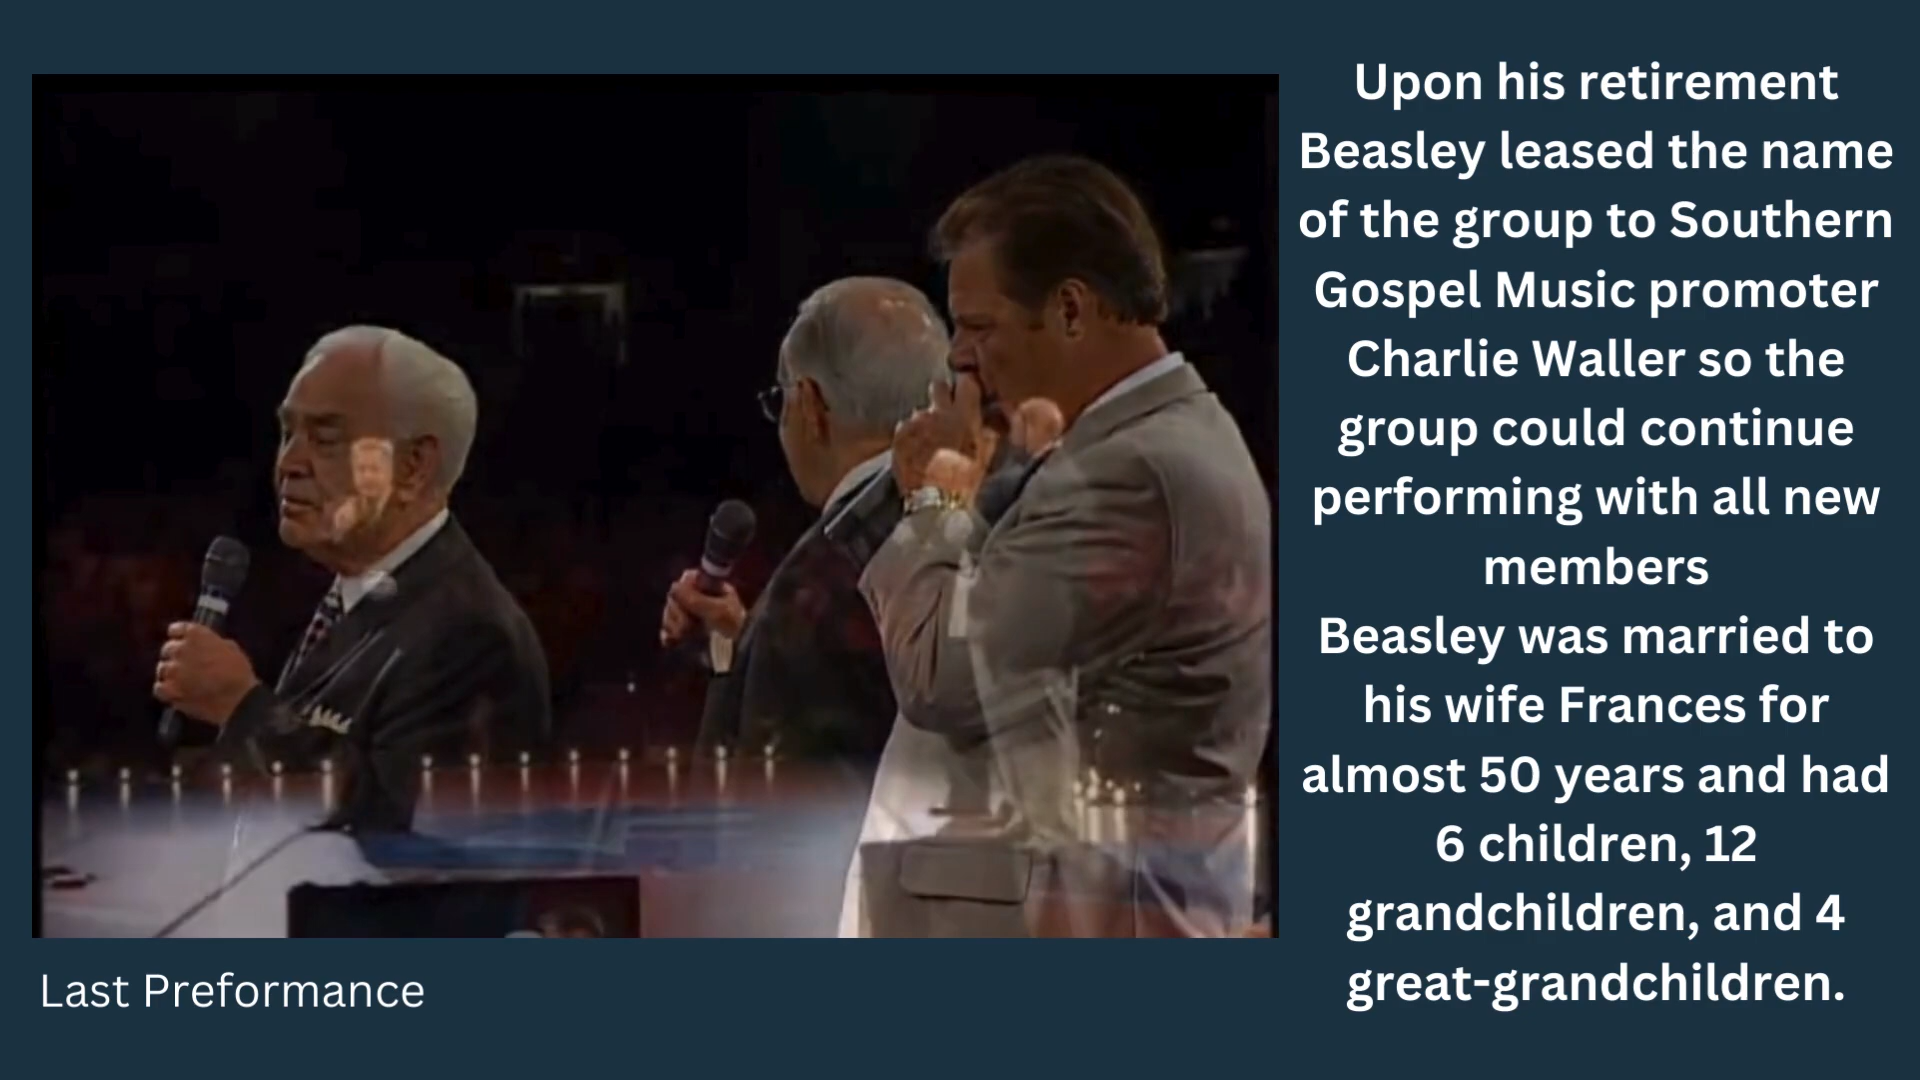 Upon his retirement
Beasley leased the name
of the group to Southern
Gospel Music promoter
Charlie Waller so the
group could continue
performing with all new
members
Beasley was married to
his wife Frances for
almost 50 years and had
6 children, 12
grandchildren, and 4
great-grandchildren.
Last Preformance